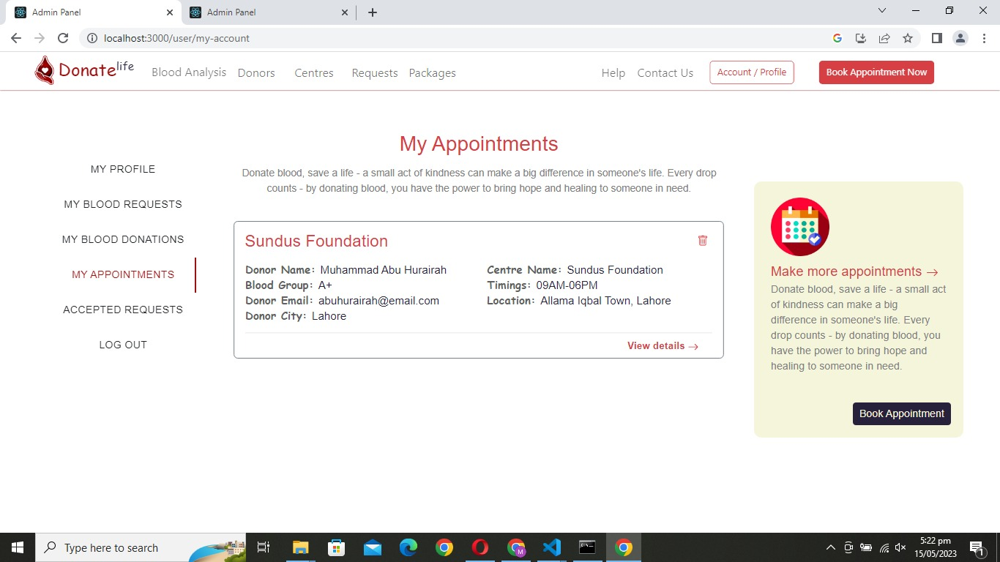 Admin Panel
Admin Panel
localhost:3000/user/my-account
Donatelife
Blood Analysis
Donors
Centres
Requests
Packages
Help
Contact Us
Account / Profile
Book Appointment Now
MY PROFILE
MY BLOOD REQUESTS
MY BLOOD DONATIONS
MY APPOINTMENTS
ACCEPTED REQUESTS
LOG OUT
My Appointments
Donate blood, save a life - a small act of kindness can make a big difference in someone's life. Every drop
counts - by donating blood, you have the power to bring hope and healing to someone in need.
Sundus Foundation
Donor Name: Muhammad Abu Hurairah
Blood Group: A+
Donor Email: abuhurairah@email.com
Donor City: Lahore
Centre Name: Sundus Foundation
Timings: 09AM-06PM
Location: Allama Iqbal Town, Lahore
View details →
Make more appointments →
Donate blood, save a life - a small act
of kindness can make a big
difference in someone's life. Every
drop counts - by donating blood, you
have the power to bring hope and
healing to someone in need.
Book Appointment
Type here to search
M
5:22 pm
15/05/2023
1